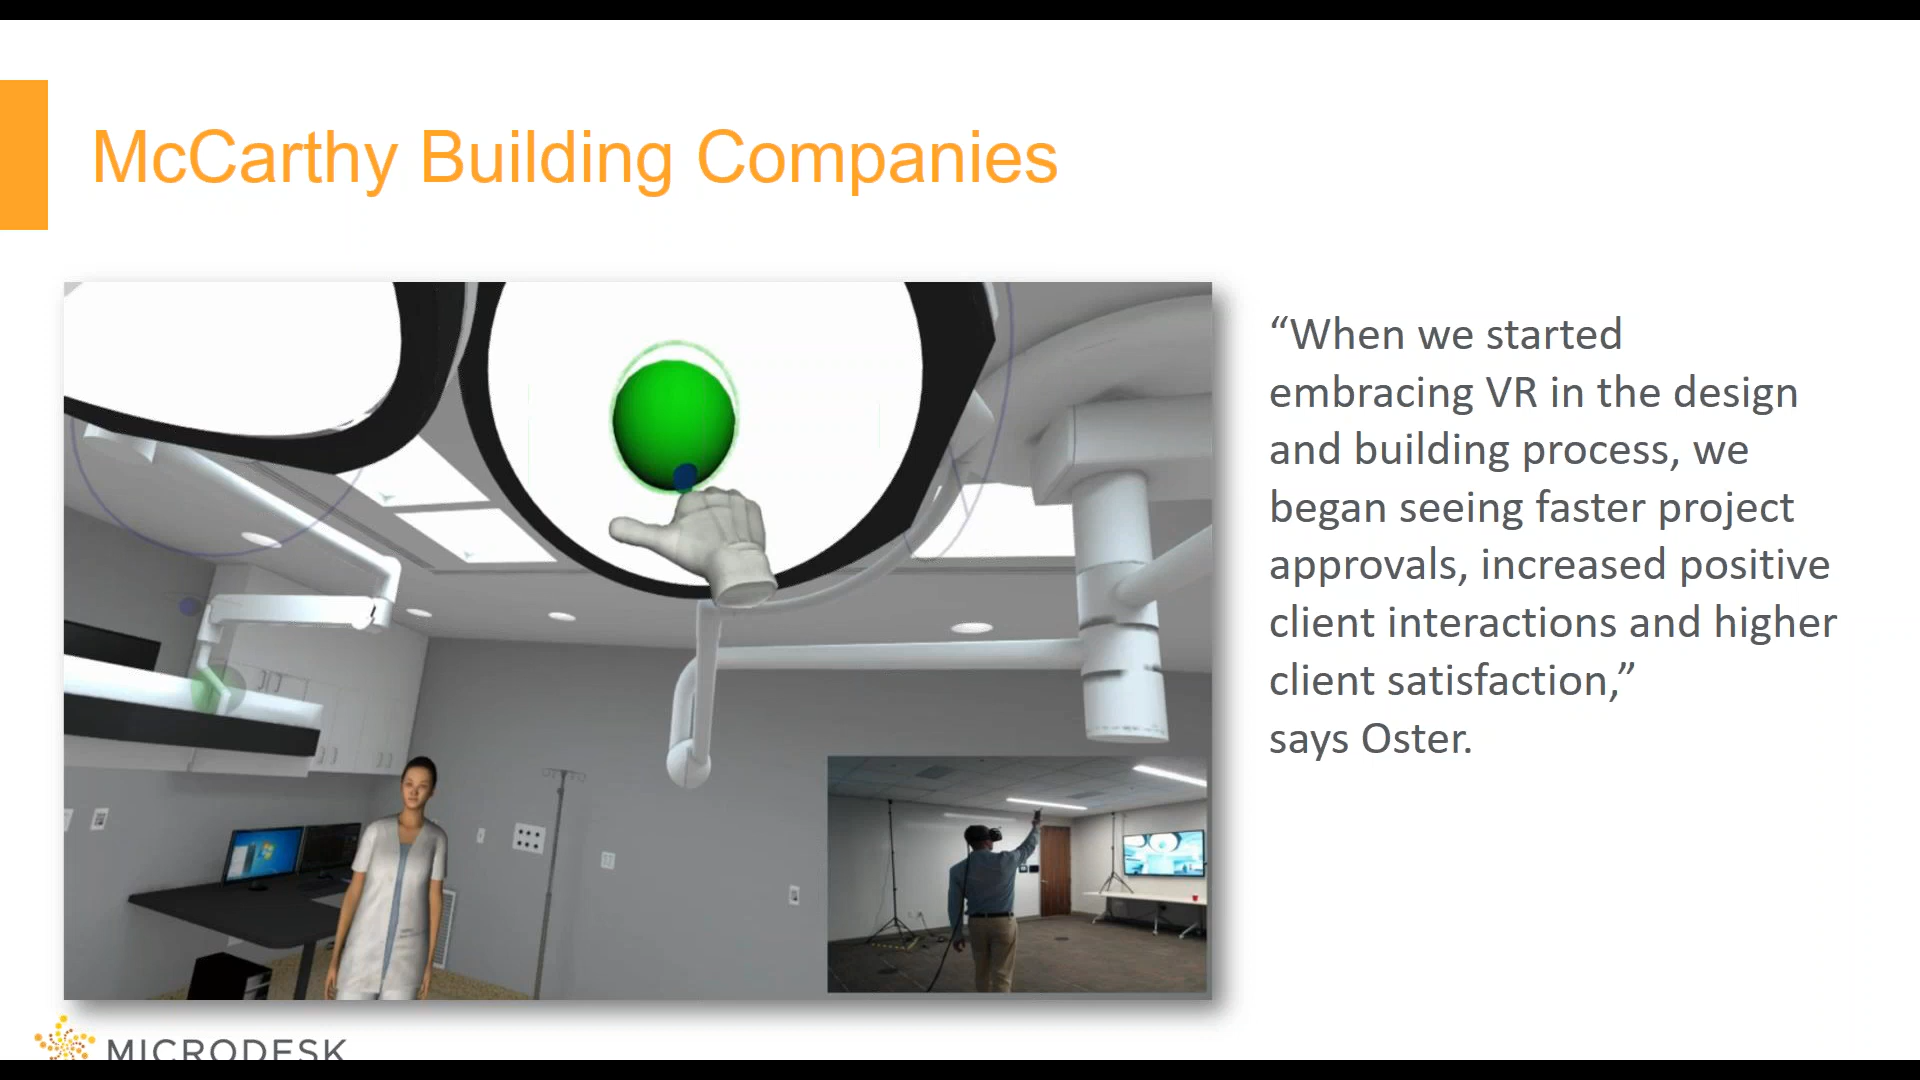 McCarthy Building Companies
“When we started
embracing VR in the design
and building process, we
began seeing faster project
approvals, increased positive
client interactions and higher
client satisfaction,”
says Oster.
MICRODESK